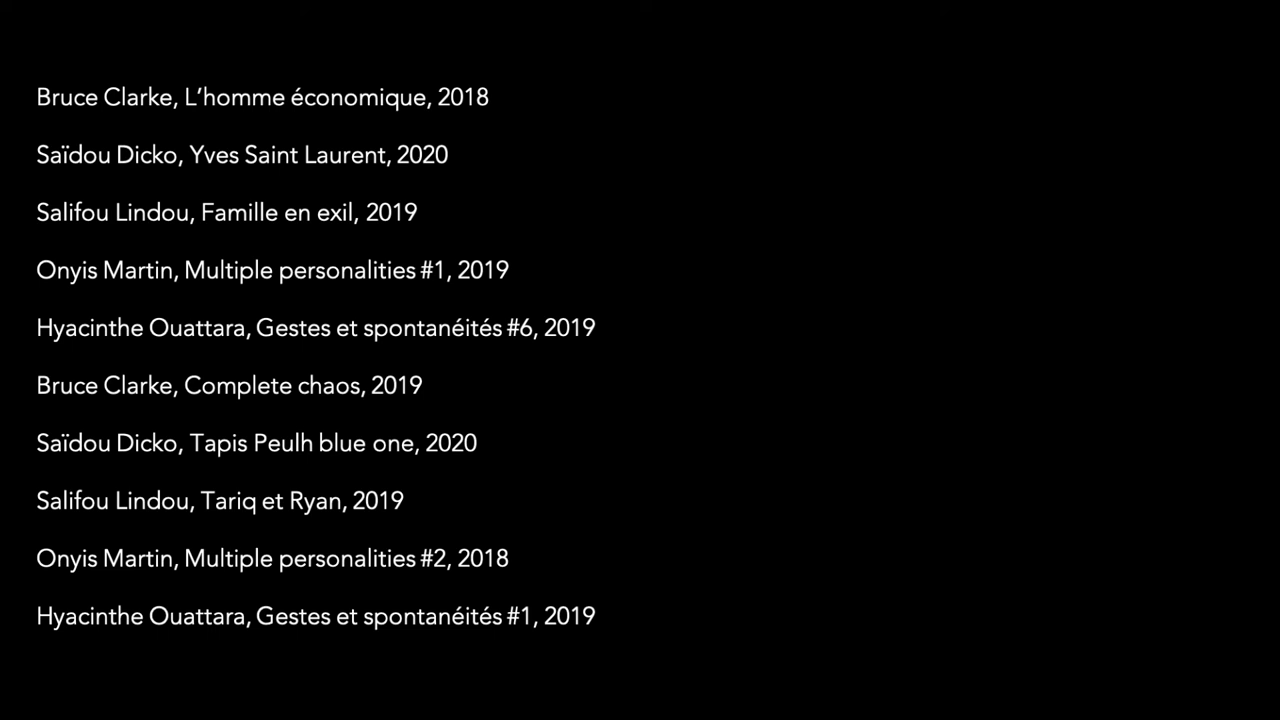 Bruce Clarke, L’homme économique, 2018
Saïdou Dicko, Yves Saint Laurent, 2020
Salifou Lindou, Famille en exil, 2019
Onyis Martin, Multiple personalities #1, 2019
Hyacinthe Ouattara, Gestes et spontanéités #6, 2019
Bruce Clarke, Complete chaos, 2019
Saïdou Dicko, Tapis Peulh blue one, 2020
Salifou Lindou, Tariq et Ryan, 2019
Onyis Martin, Multiple personalities #2, 2018
Hyacinthe Ouattara, Gestes et spontanéités #1, 2019